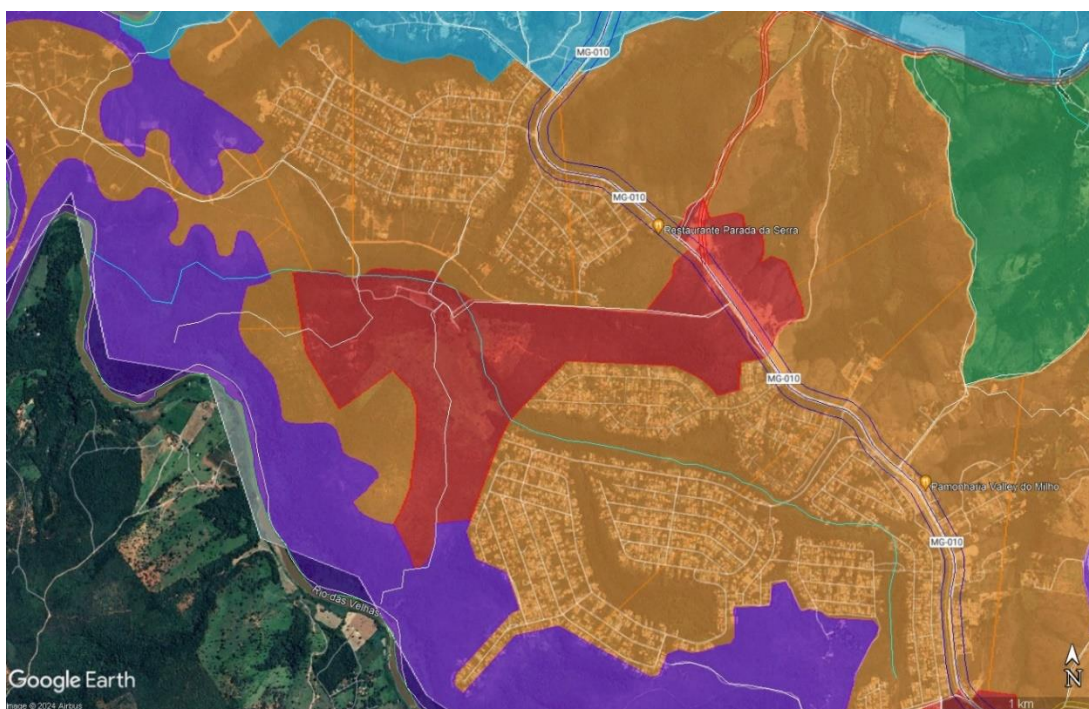 MG-010
MG-010
Restaurante Parada da Serra
MG-010
Pamonharia Valley do Milho
MG-010
Rio das Velhas
Google Earth
Image © 2024 Airbus
N
1 km